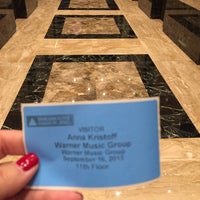 VISITOR
Anna Kristoff
Warner Music Group
Warner Music Group
September 16, 2013
11th Floor